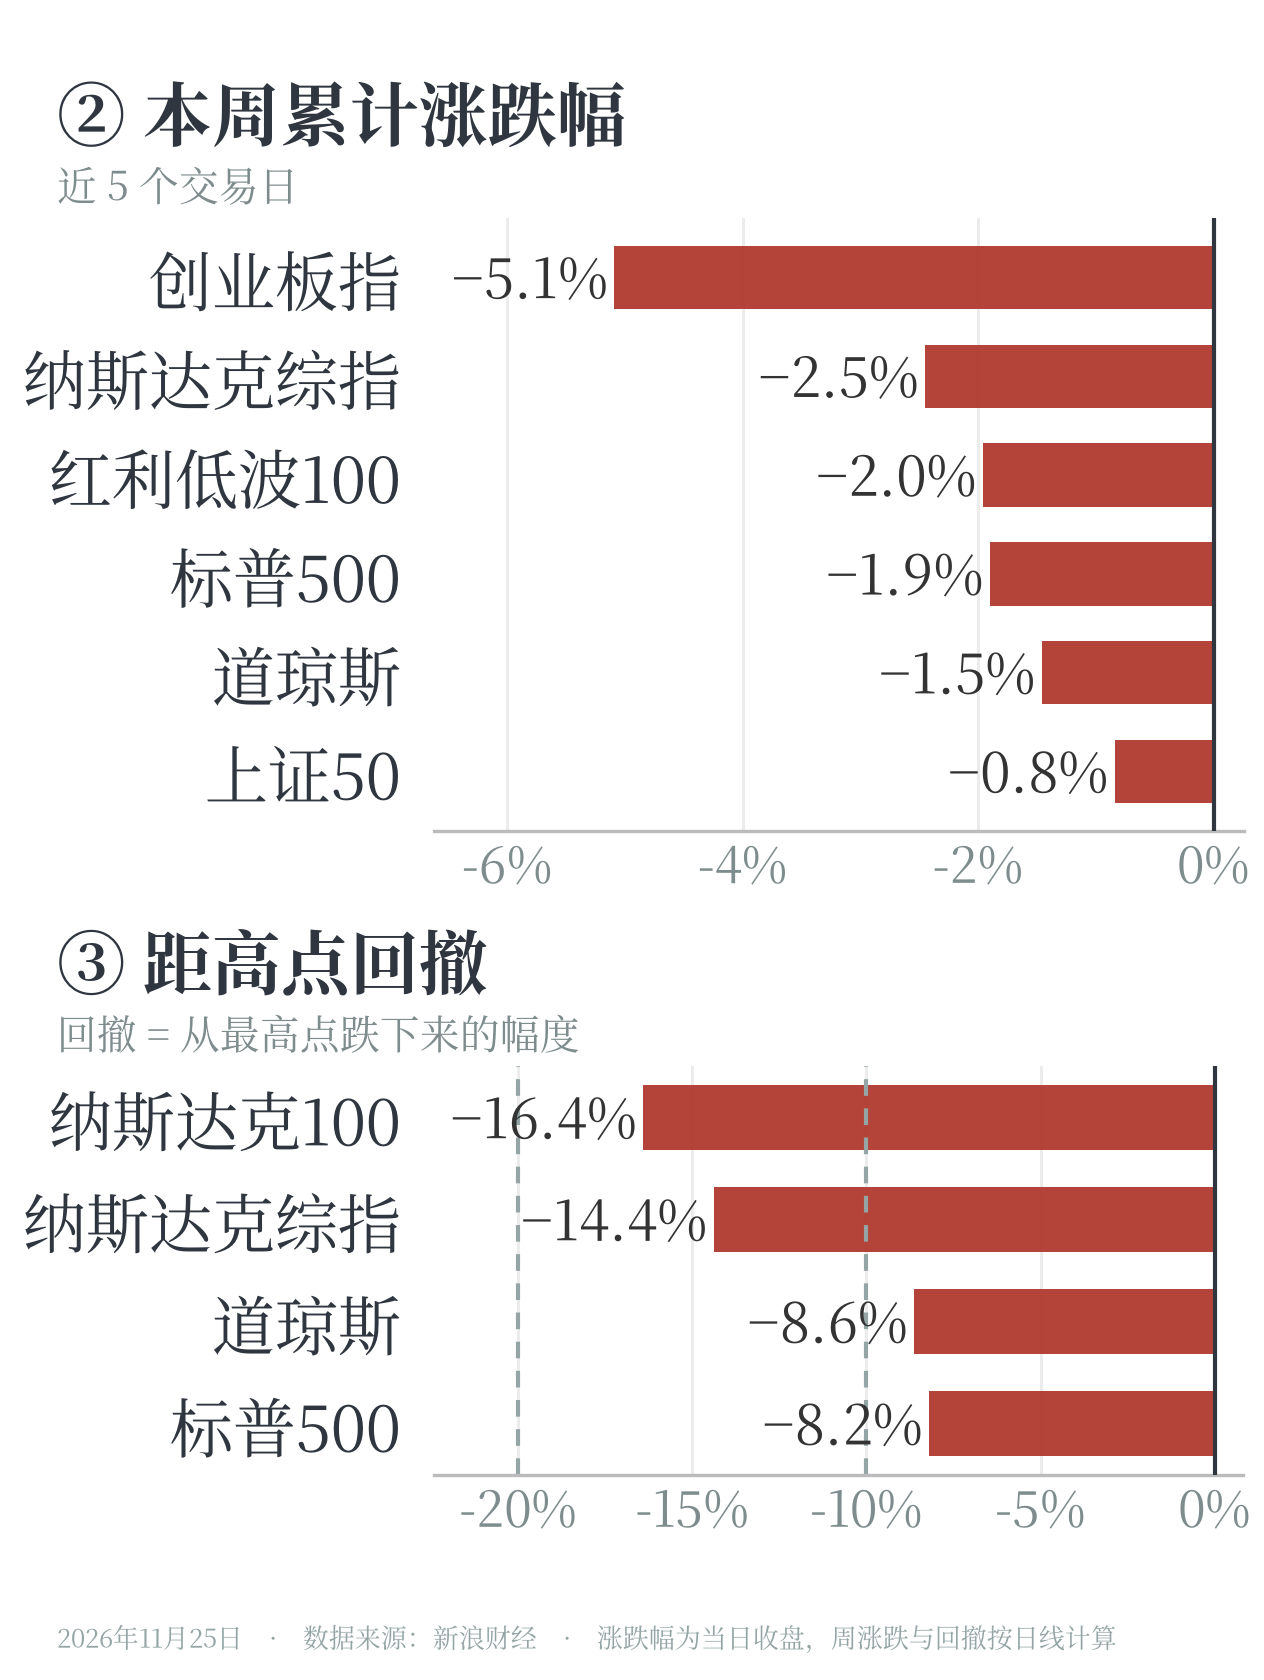 ② 本周累计涨跌幅
近 5 个交易日
创业板指 −5.1%
纳斯达克综指 −2.5%
红利低波100 −2.0%
标普500 −1.9%
道琼斯 −1.5%
上证50 −0.8%
-6% -4% -2% 0%
③ 距高点回撤
回撤 = 从最高点跌下来的幅度
纳斯达克100 −16.4%
纳斯达克综指 −14.4%
道琼斯 −8.6%
标普500 −8.2%
-20% -15% -10% -5% 0%
2026年11月25日 · 数据来源：新浪财经 · 涨跌幅为当日收盘，周涨跌与回撤按日线计算